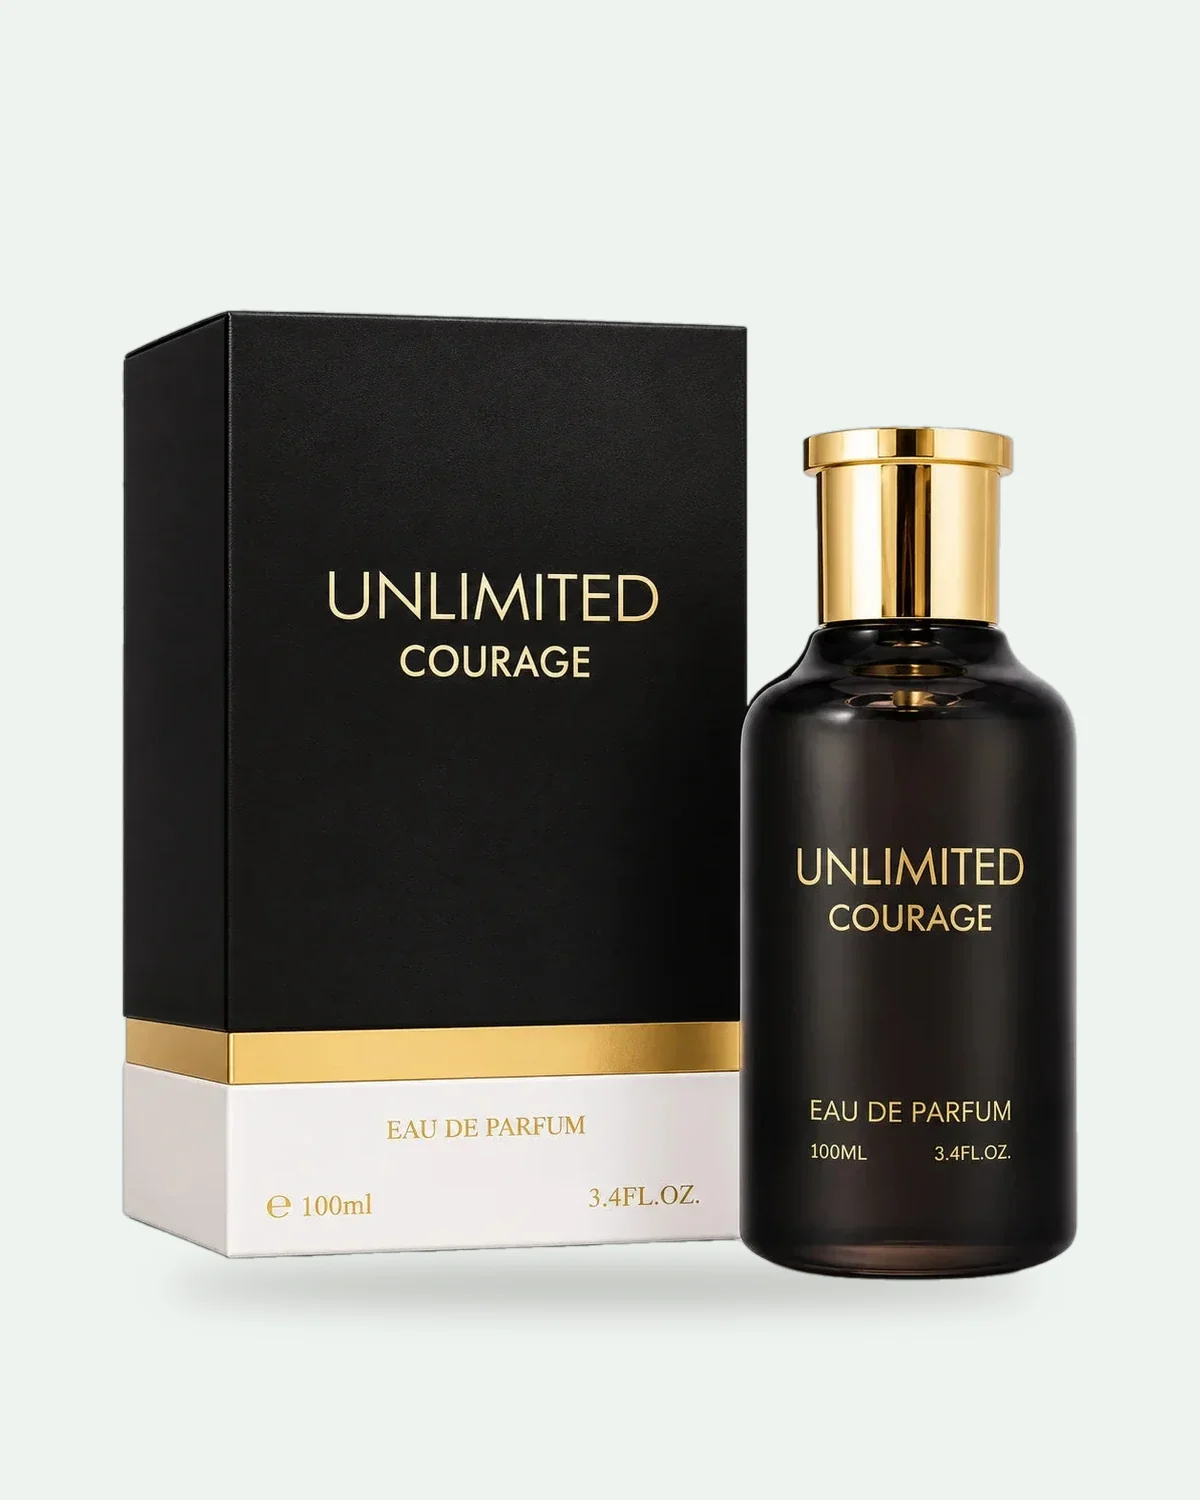 UNLIMITED
COURAGE
EAU DE PARFUM
℮ 100ml
3.4FL.OZ.
UNLIMITED
COURAGE
EAU DE PARFUM
100ML
3.4FL.OZ.